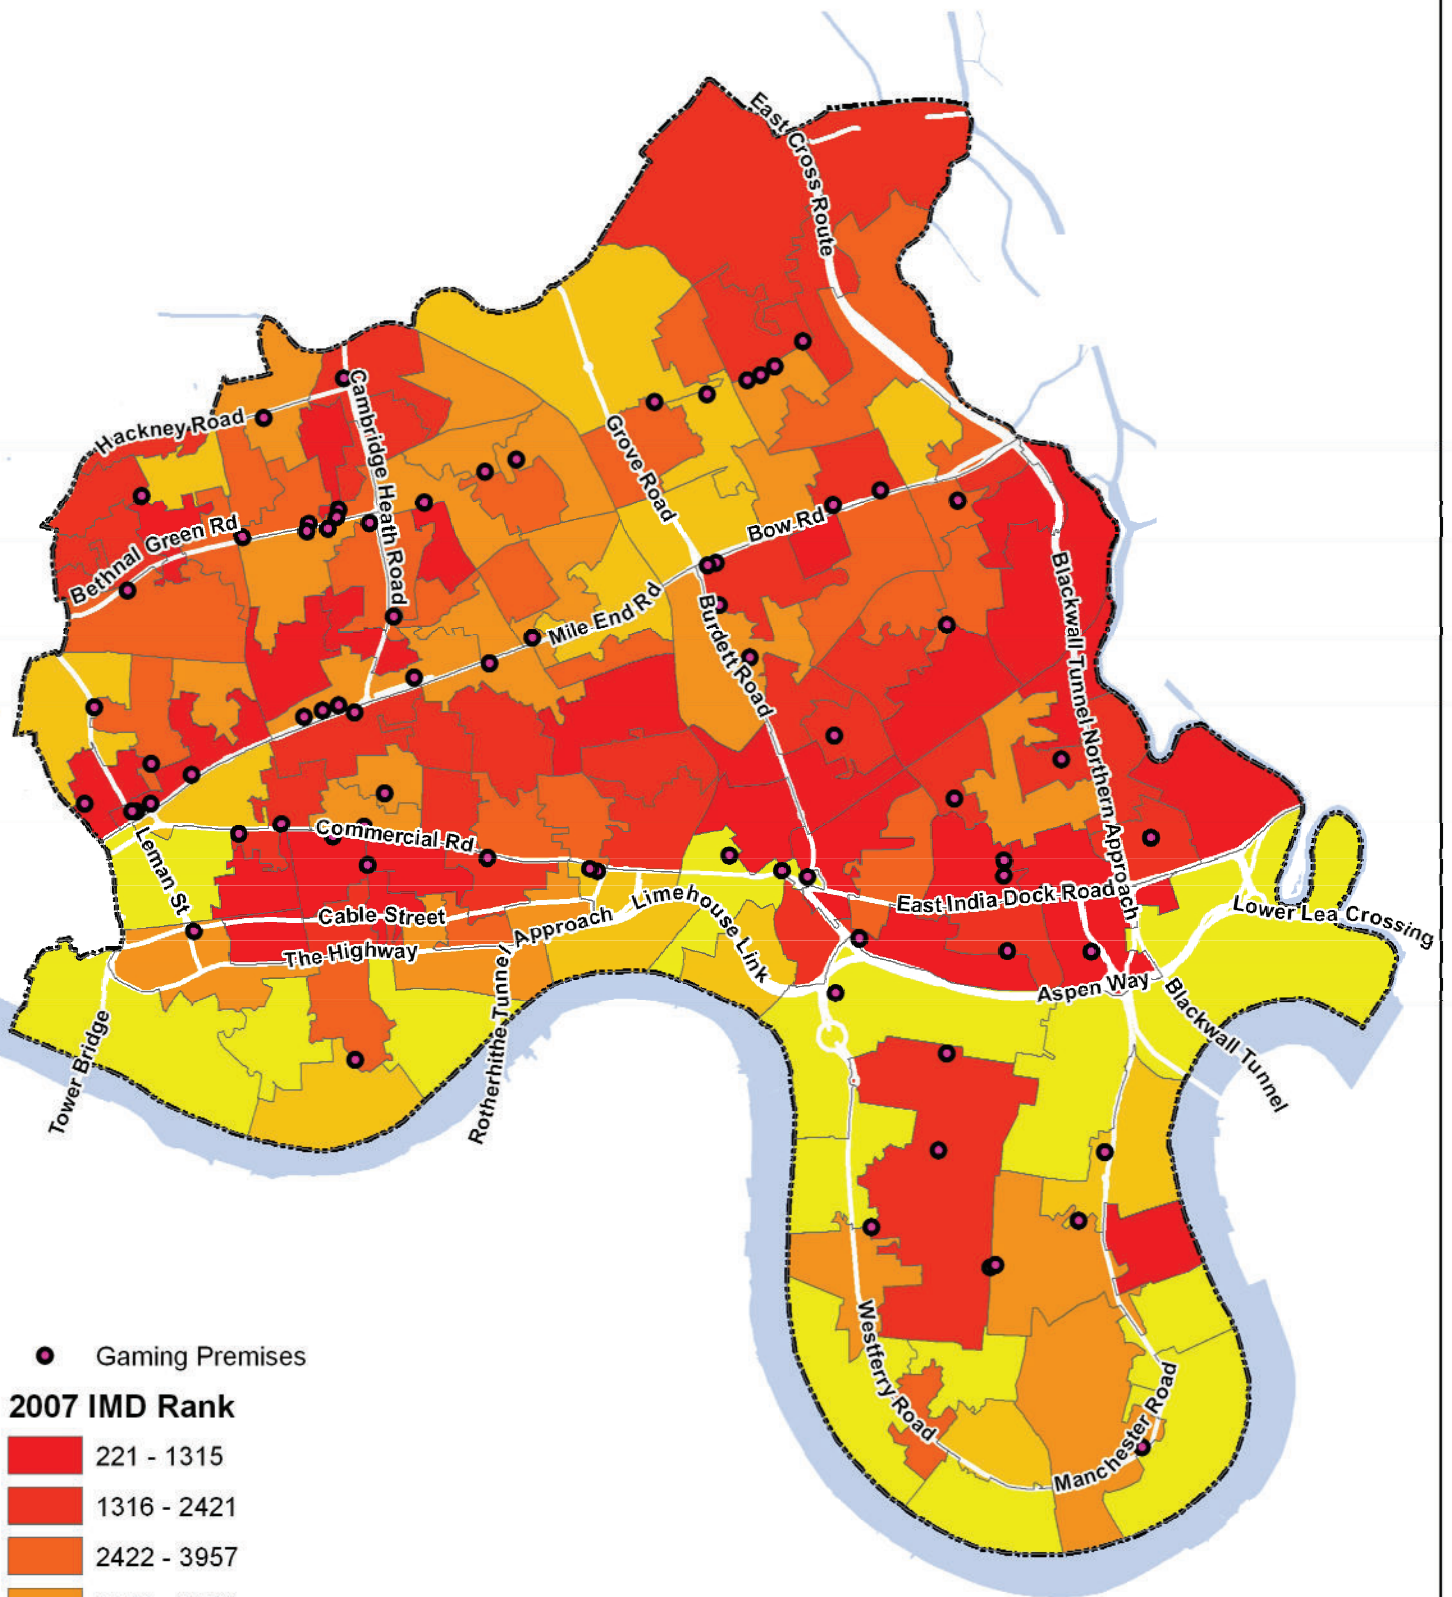 East Cross Route
Cambridge Heath Road
Hackney Road
Grove Road
Bow Rd
Bethnal Green Rd
Blackwall Tunnel Northern Approach
Mile End Rd
Burdett Road
Commercial Rd
Leman St
Limehouse Link
East India Dock Road
Lower Lea Crossing
Cable Street
The Highway
Rotherhithe Tunnel Approach
Aspen Way
Blackwall Tunnel
Tower Bridge
Westferry Road
Manchester Road
Gaming Premises
2007 IMD Rank
221 - 1315
1316 - 2421
2422 - 3957